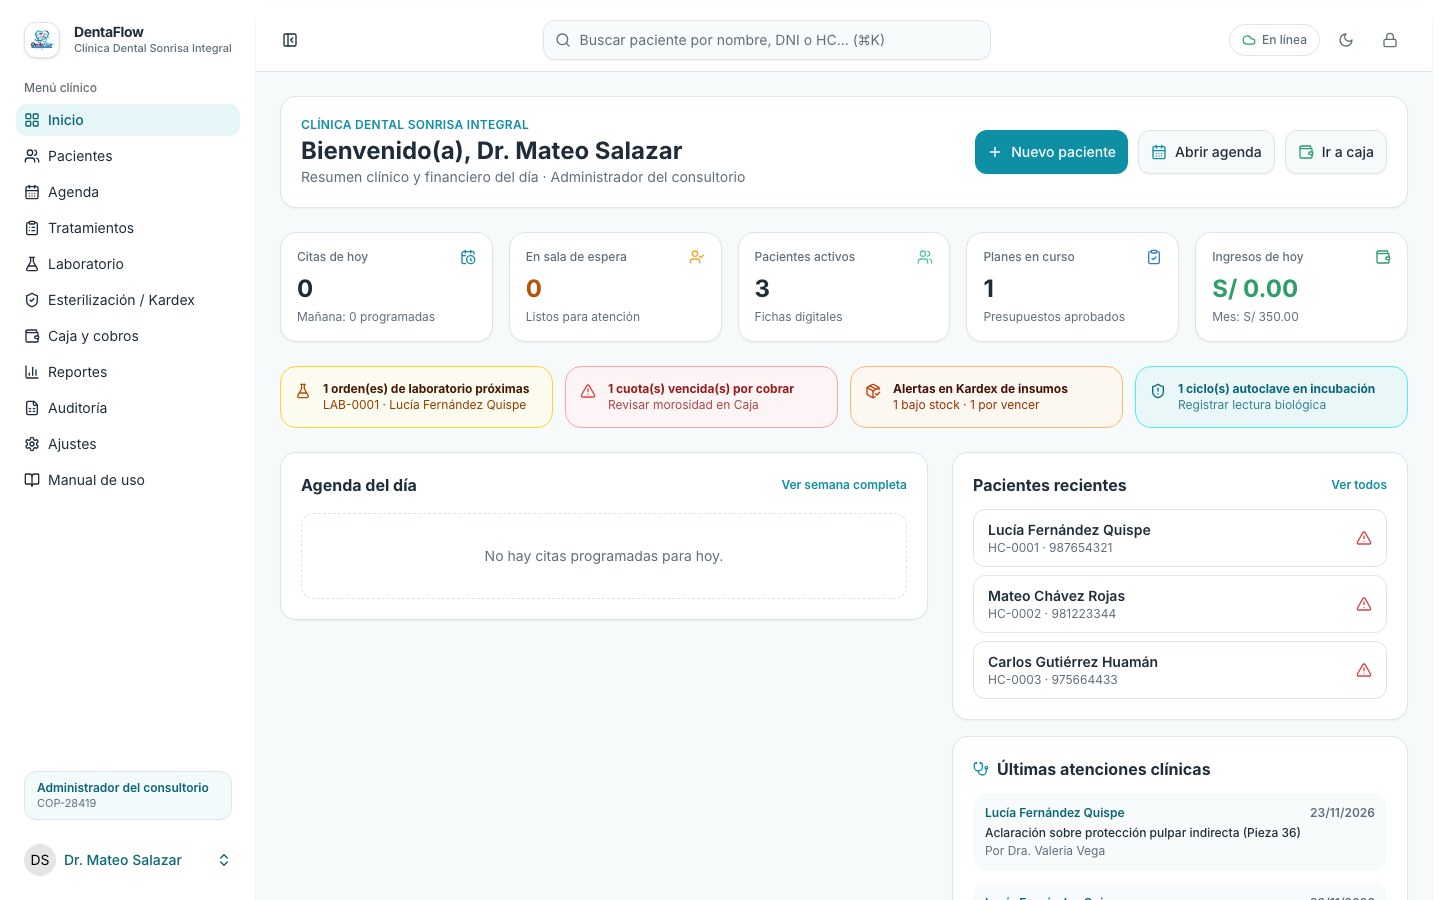 DentaFlow
Clínica Dental Sonrisa Integral
Menú clínico
Inicio
Pacientes
Agenda
Tratamientos
Laboratorio
Esterilización / Kardex
Caja y cobros
Reportes
Auditoría
Ajustes
Manual de uso
Administrador del consultorio
COP-28419
DS
Dr. Mateo Salazar
Buscar paciente por nombre, DNI o HC... (⌘K)
En línea
CLÍNICA DENTAL SONRISA INTEGRAL
Bienvenido(a), Dr. Mateo Salazar
Resumen clínico y financiero del día · Administrador del consultorio
Nuevo paciente
Abrir agenda
Ir a caja
Citas de hoy
0
Mañana: 0 programadas
En sala de espera
0
Listos para atención
Pacientes activos
3
Fichas digitales
Planes en curso
1
Presupuestos aprobados
Ingresos de hoy
S/ 0.00
Mes: S/ 350.00
1 orden(es) de laboratorio próximas
LAB-0001 · Lucía Fernández Quispe
1 cuota(s) vencida(s) por cobrar
Revisar morosidad en Caja
Alertas en Kardex de insumos
1 bajo stock · 1 por vencer
1 ciclo(s) autoclave en incubación
Registrar lectura biológica
Agenda del día
Ver semana completa
No hay citas programadas para hoy.
Pacientes recientes
Ver todos
Lucía Fernández Quispe
HC-0001 · 987654321
Mateo Chávez Rojas
HC-0002 · 981223344
Carlos Gutiérrez Huamán
HC-0003 · 975664433
Últimas atenciones clínicas
Lucía Fernández Quispe
23/11/2026
Aclaración sobre protección pulpar indirecta (Pieza 36)
Por Dra. Valeria Vega